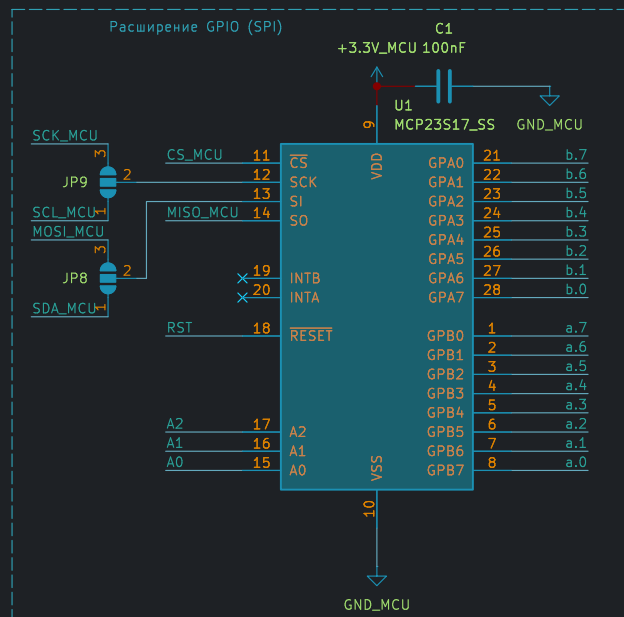 Расширение GPIO (SPI)
C1
+3.3V_MCU 100nF
U1
MCP23S17_SS
GND_MCU
SCK_MCU
3
JP9
2
1
SCL_MCU
MOSI_MCU
3
JP8
2
1
SDA_MCU
9
VDD
CS_MCU 11 CS
12 SCK
13 SI
MISO_MCU 14 SO
19 INTB
20 INTA
RST 18 RESET
A2 17 A2
A1 16 A1
A0 15 A0
GPA0 21 b.7
GPA1 22 b.6
GPA2 23 b.5
GPA3 24 b.4
GPA4 25 b.3
GPA5 26 b.2
GPA6 27 b.1
GPA7 28 b.0
GPB0 1 a.7
GPB1 2 a.6
GPB2 3 a.5
GPB3 4 a.4
GPB4 5 a.3
GPB5 6 a.2
GPB6 7 a.1
GPB7 8 a.0
VSS
10
GND_MCU